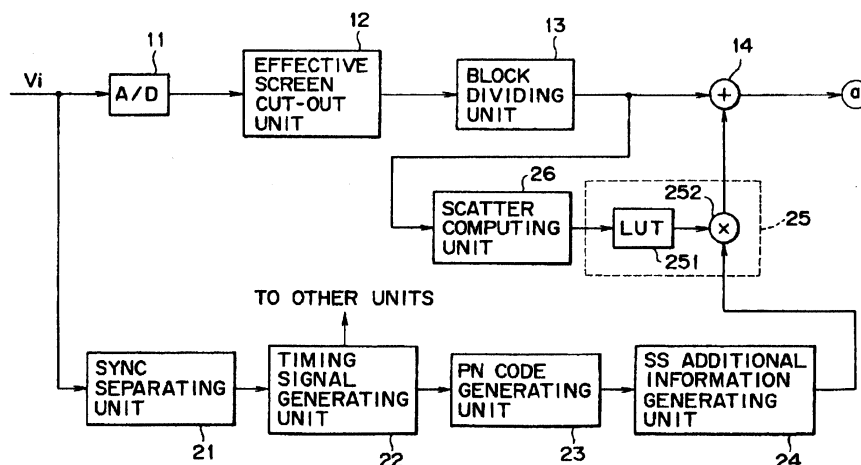 11
12
13
14
Vi
A/D
EFFECTIVE
SCREEN
CUT-OUT
UNIT
BLOCK
DIVIDING
UNIT
+
a
26
SCATTER
COMPUTING
UNIT
252
LUT
×
251
25
TO OTHER UNITS
SYNC
SEPARATING
UNIT
TIMING
SIGNAL
GENERATING
UNIT
PN CODE
GENERATING
UNIT
SS ADDITIONAL
INFORMATION
GENERATING
UNIT
21
22
23
24